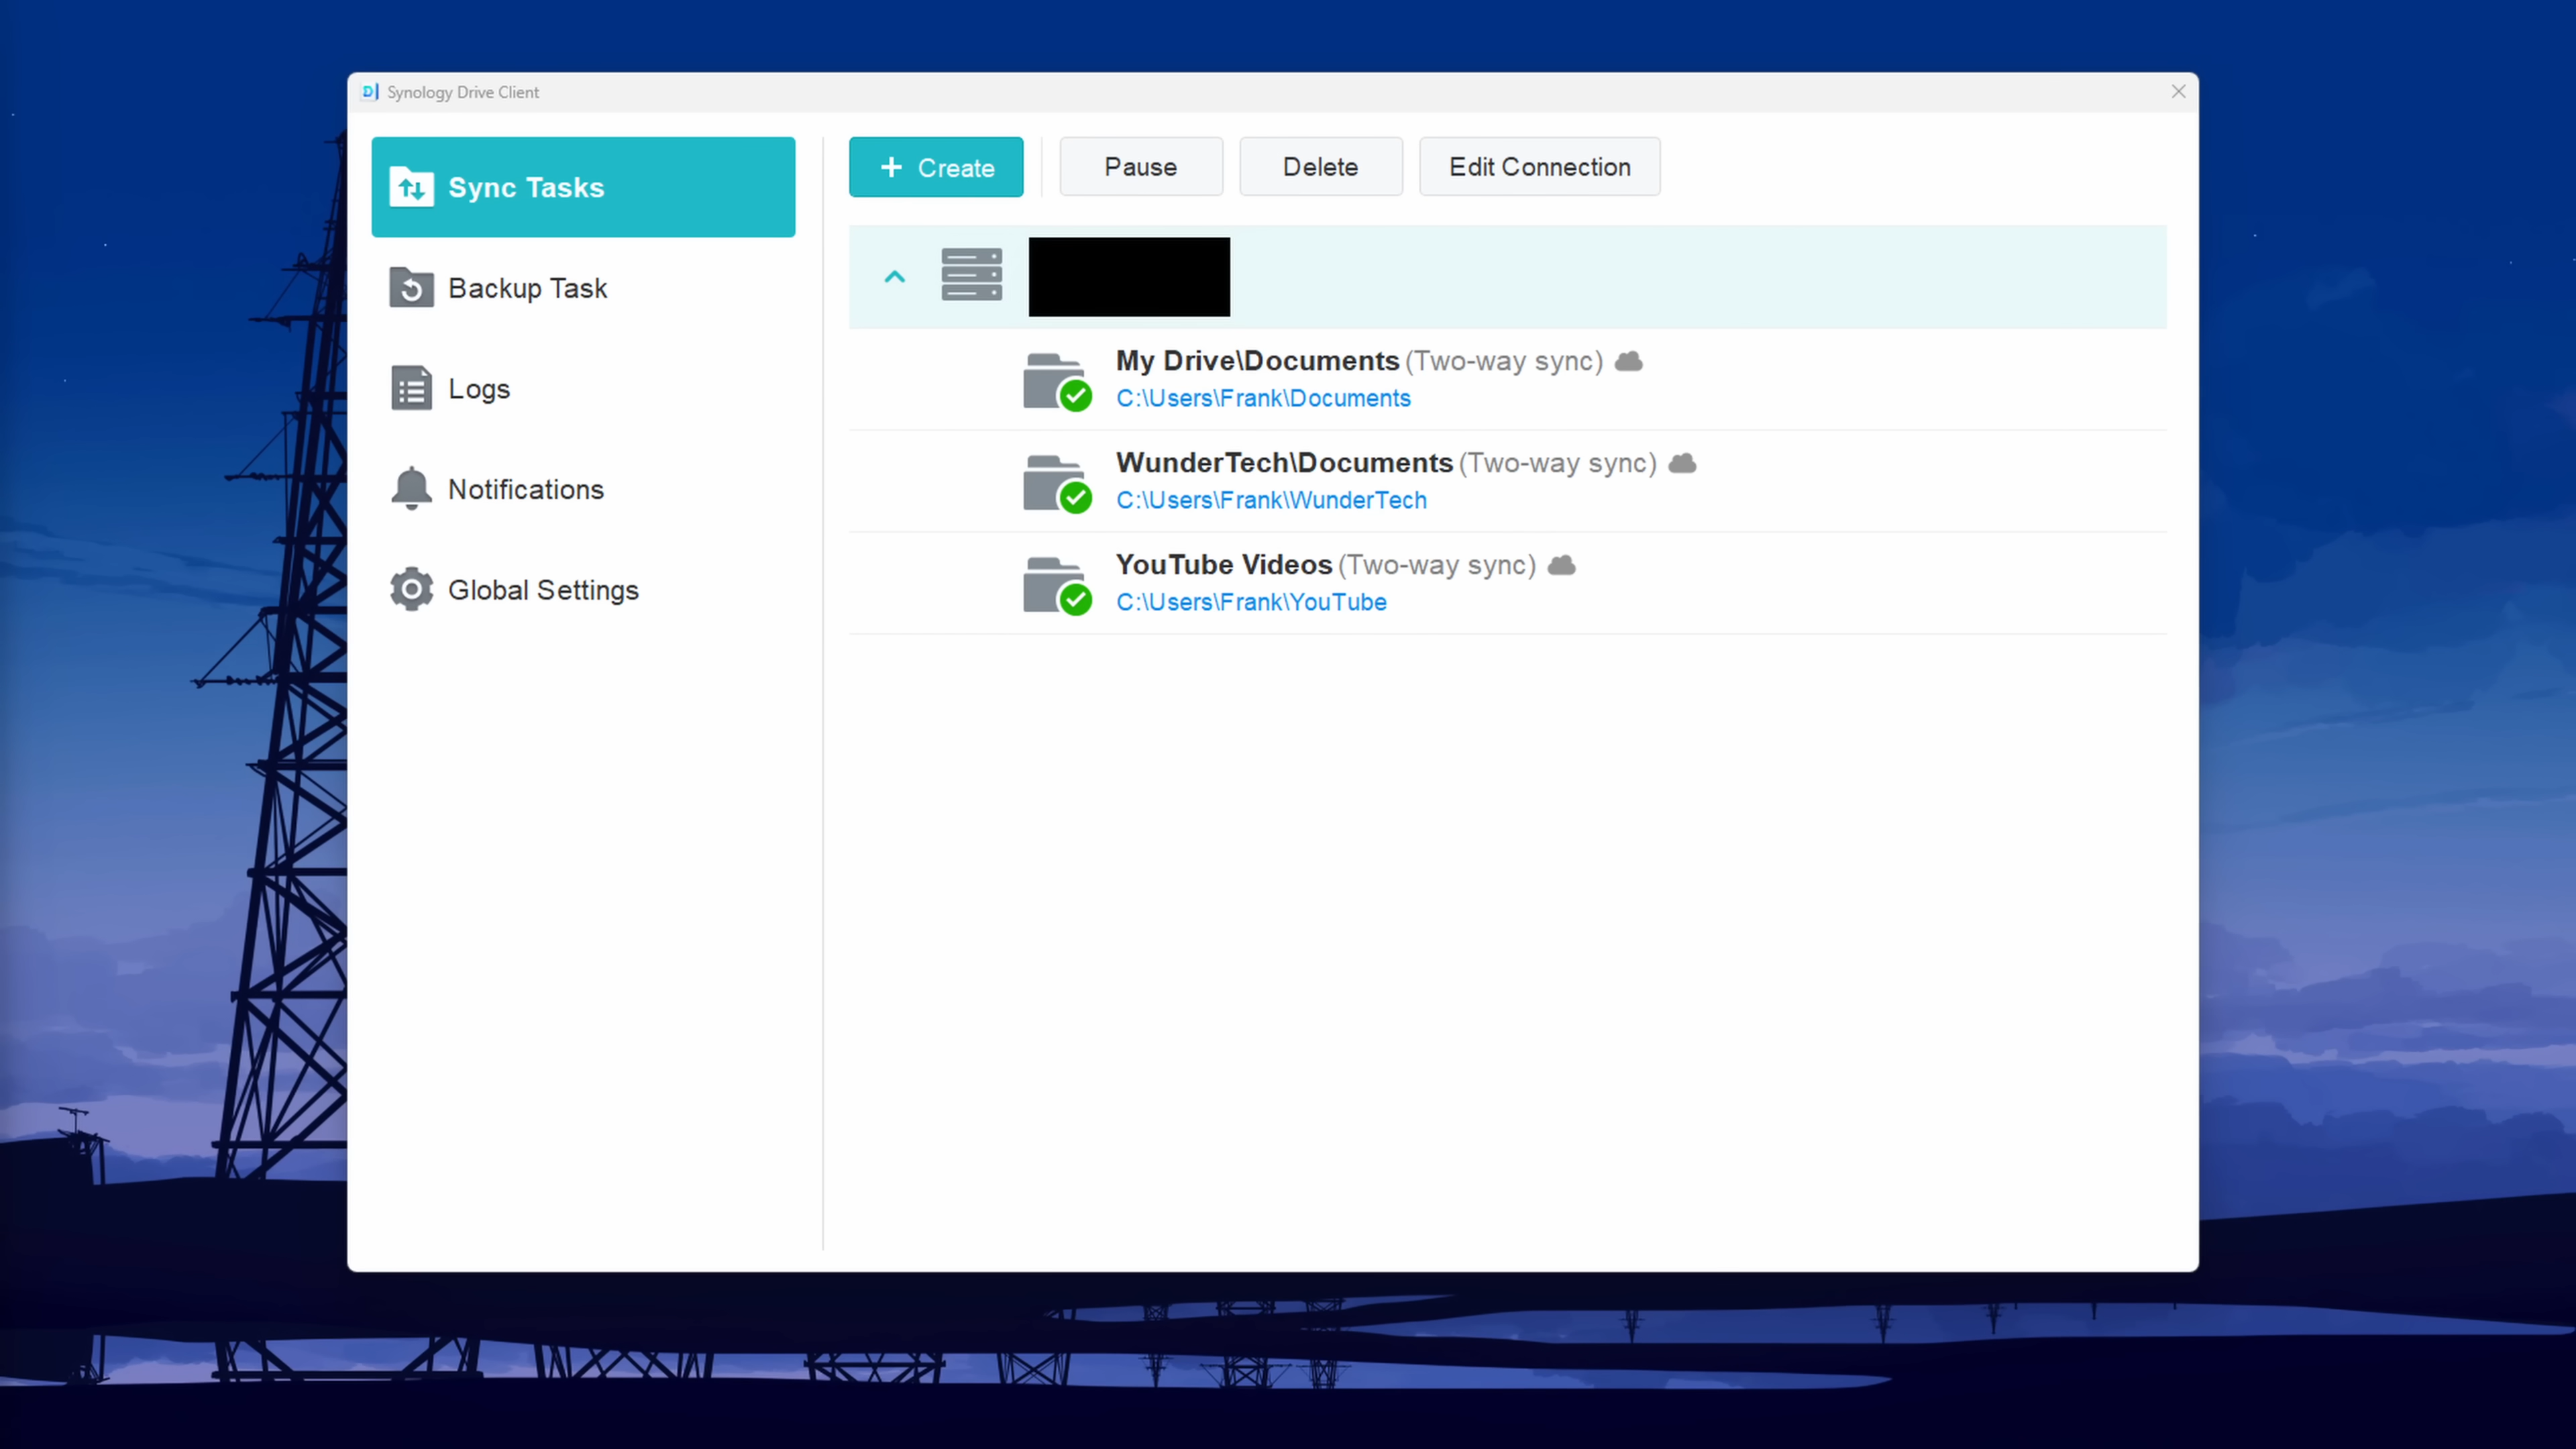 Synology Drive Client
Sync Tasks
Backup Task
Logs
Notifications
Global Settings
+ Create
Pause
Delete
Edit Connection
My Drive\Documents (Two-way sync)
C:\Users\Frank\Documents
WunderTech\Documents (Two-way sync)
C:\Users\Frank\WunderTech
YouTube Videos (Two-way sync)
C:\Users\Frank\YouTube